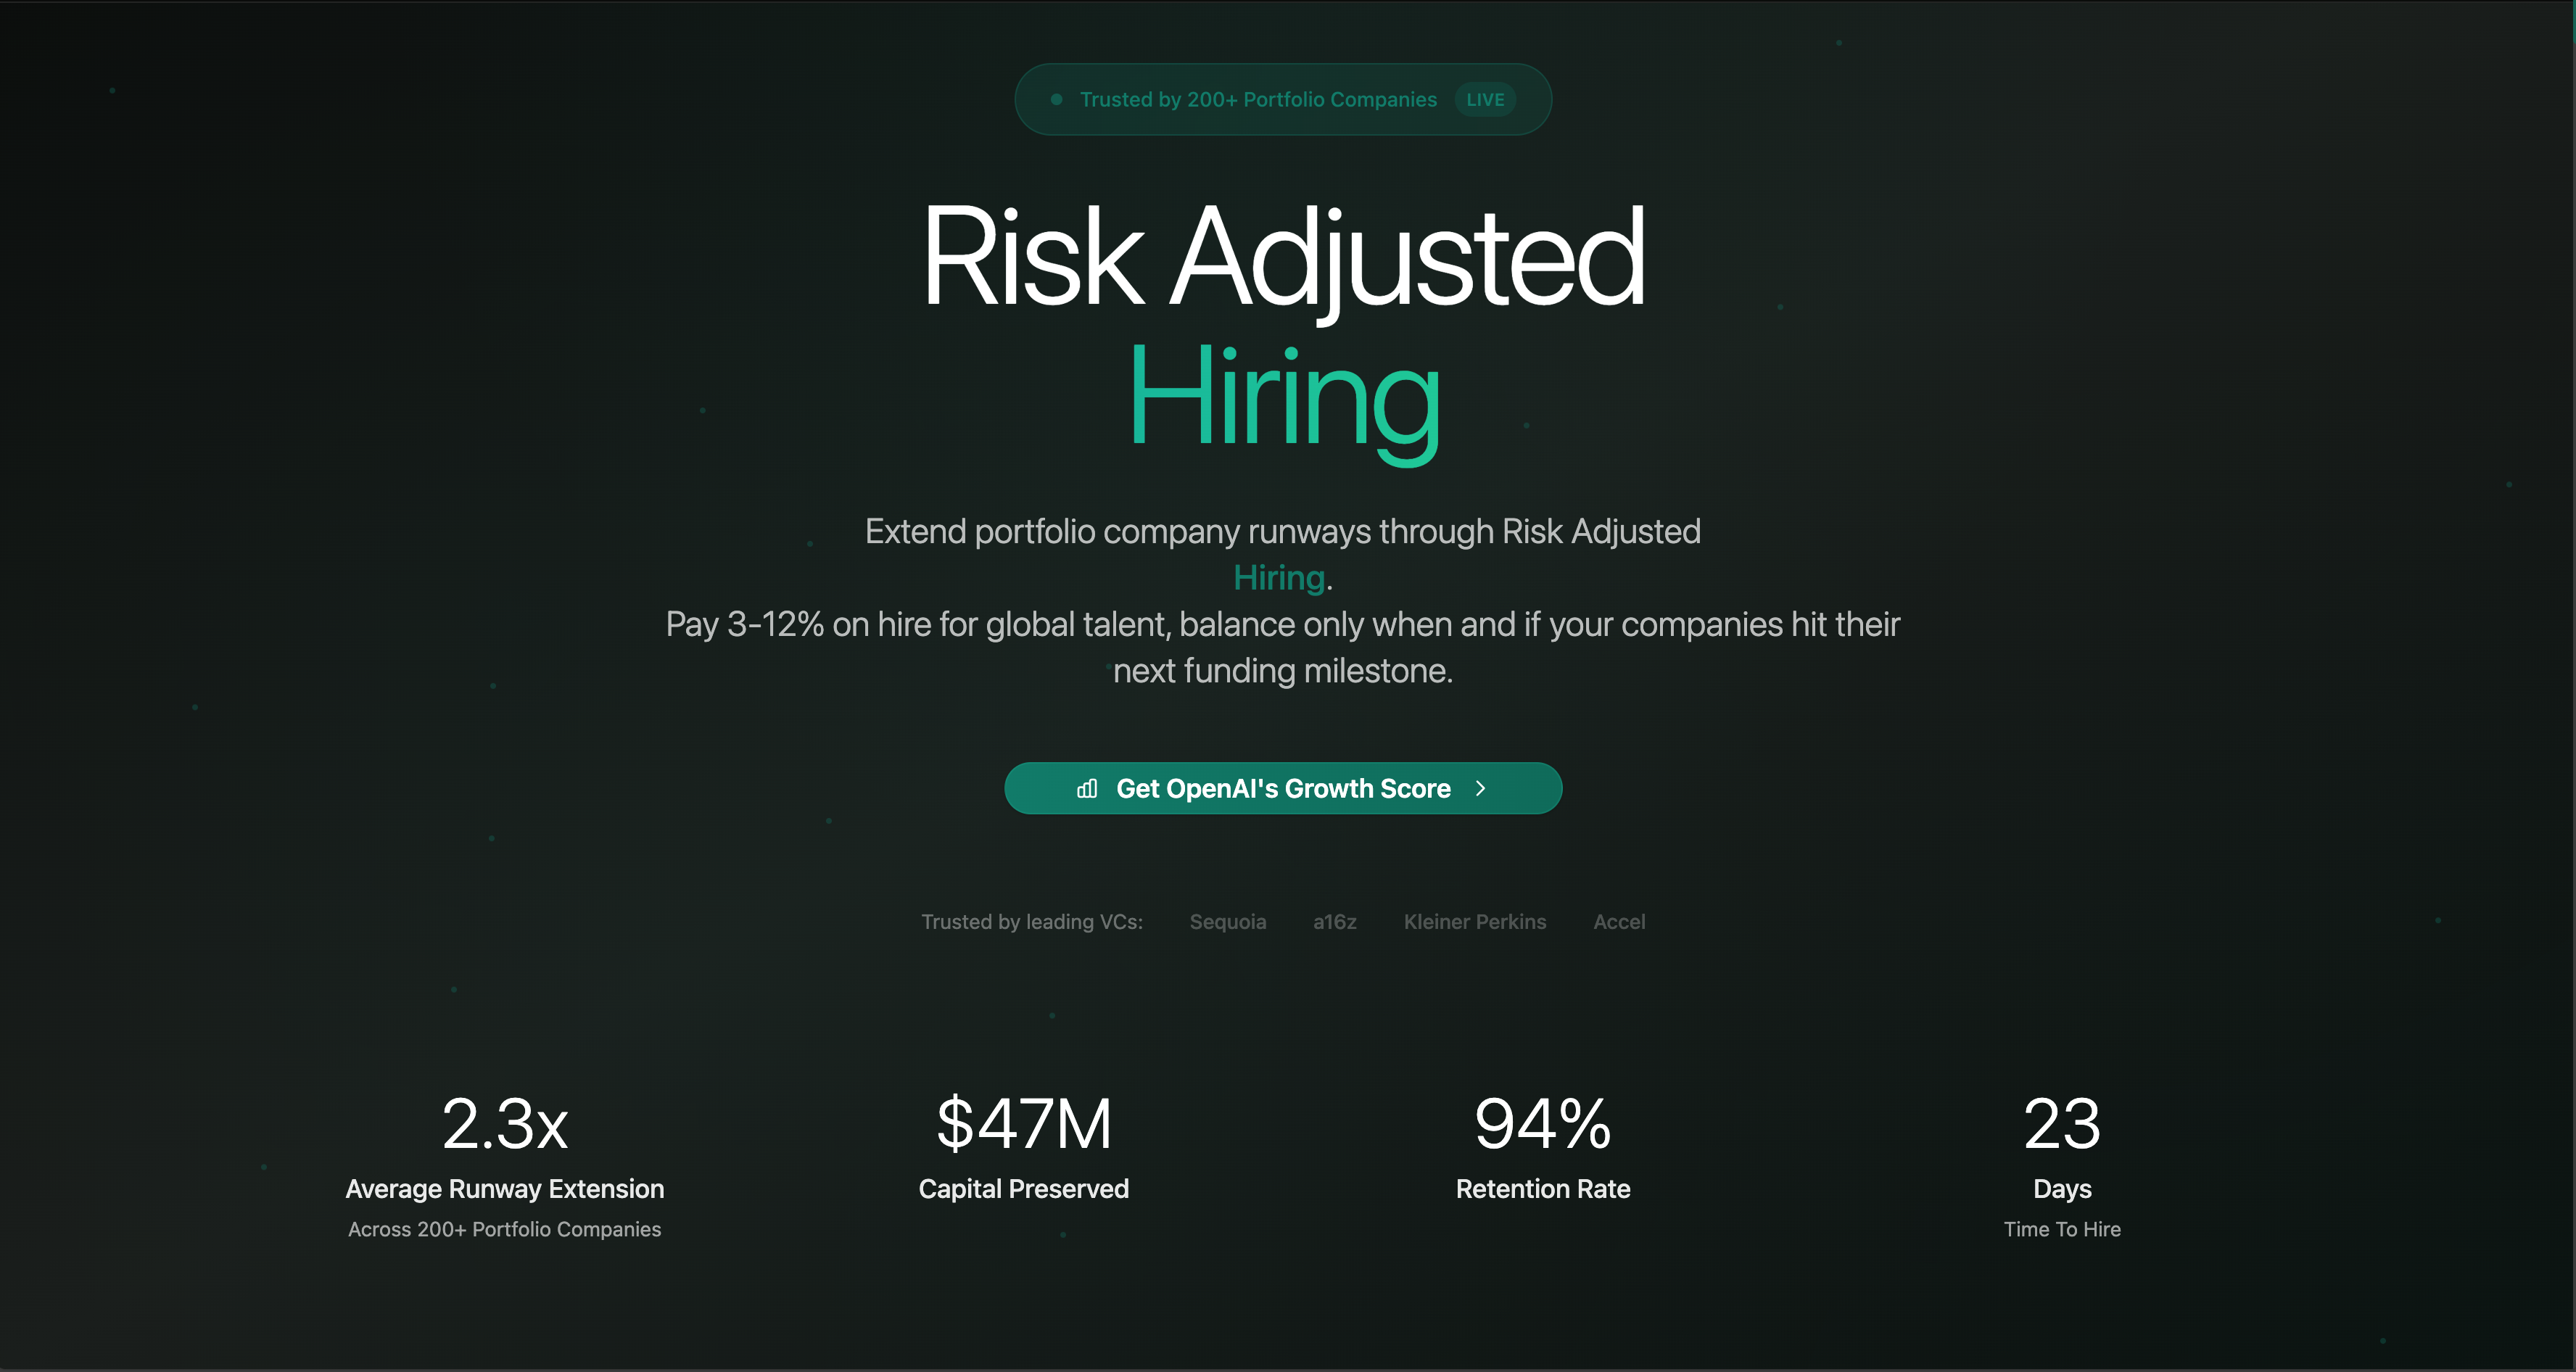 Trusted by 200+ Portfolio Companies LIVE
Risk Adjusted
Hiring
Extend portfolio company runways through Risk Adjusted
Hiring.
Pay 3-12% on hire for global talent, balance only when and if your companies hit their
next funding milestone.
Get OpenAI's Growth Score
Trusted by leading VCs: Sequoia a16z Kleiner Perkins Accel
2.3x
Average Runway Extension
Across 200+ Portfolio Companies
$47M
Capital Preserved
94%
Retention Rate
23
Days
Time To Hire